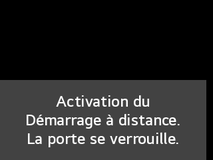 Activation du
Démarrage à distance.
La porte se verrouille.